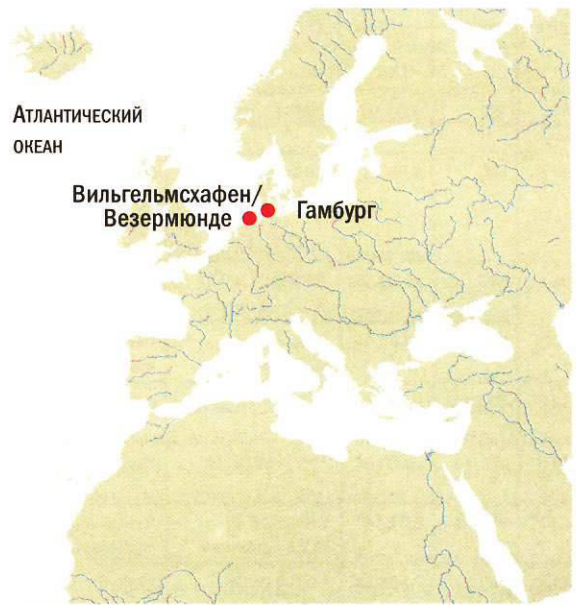 Атлантический
океан
Вильгельмсхафен/
Везермюнде
Гамбург